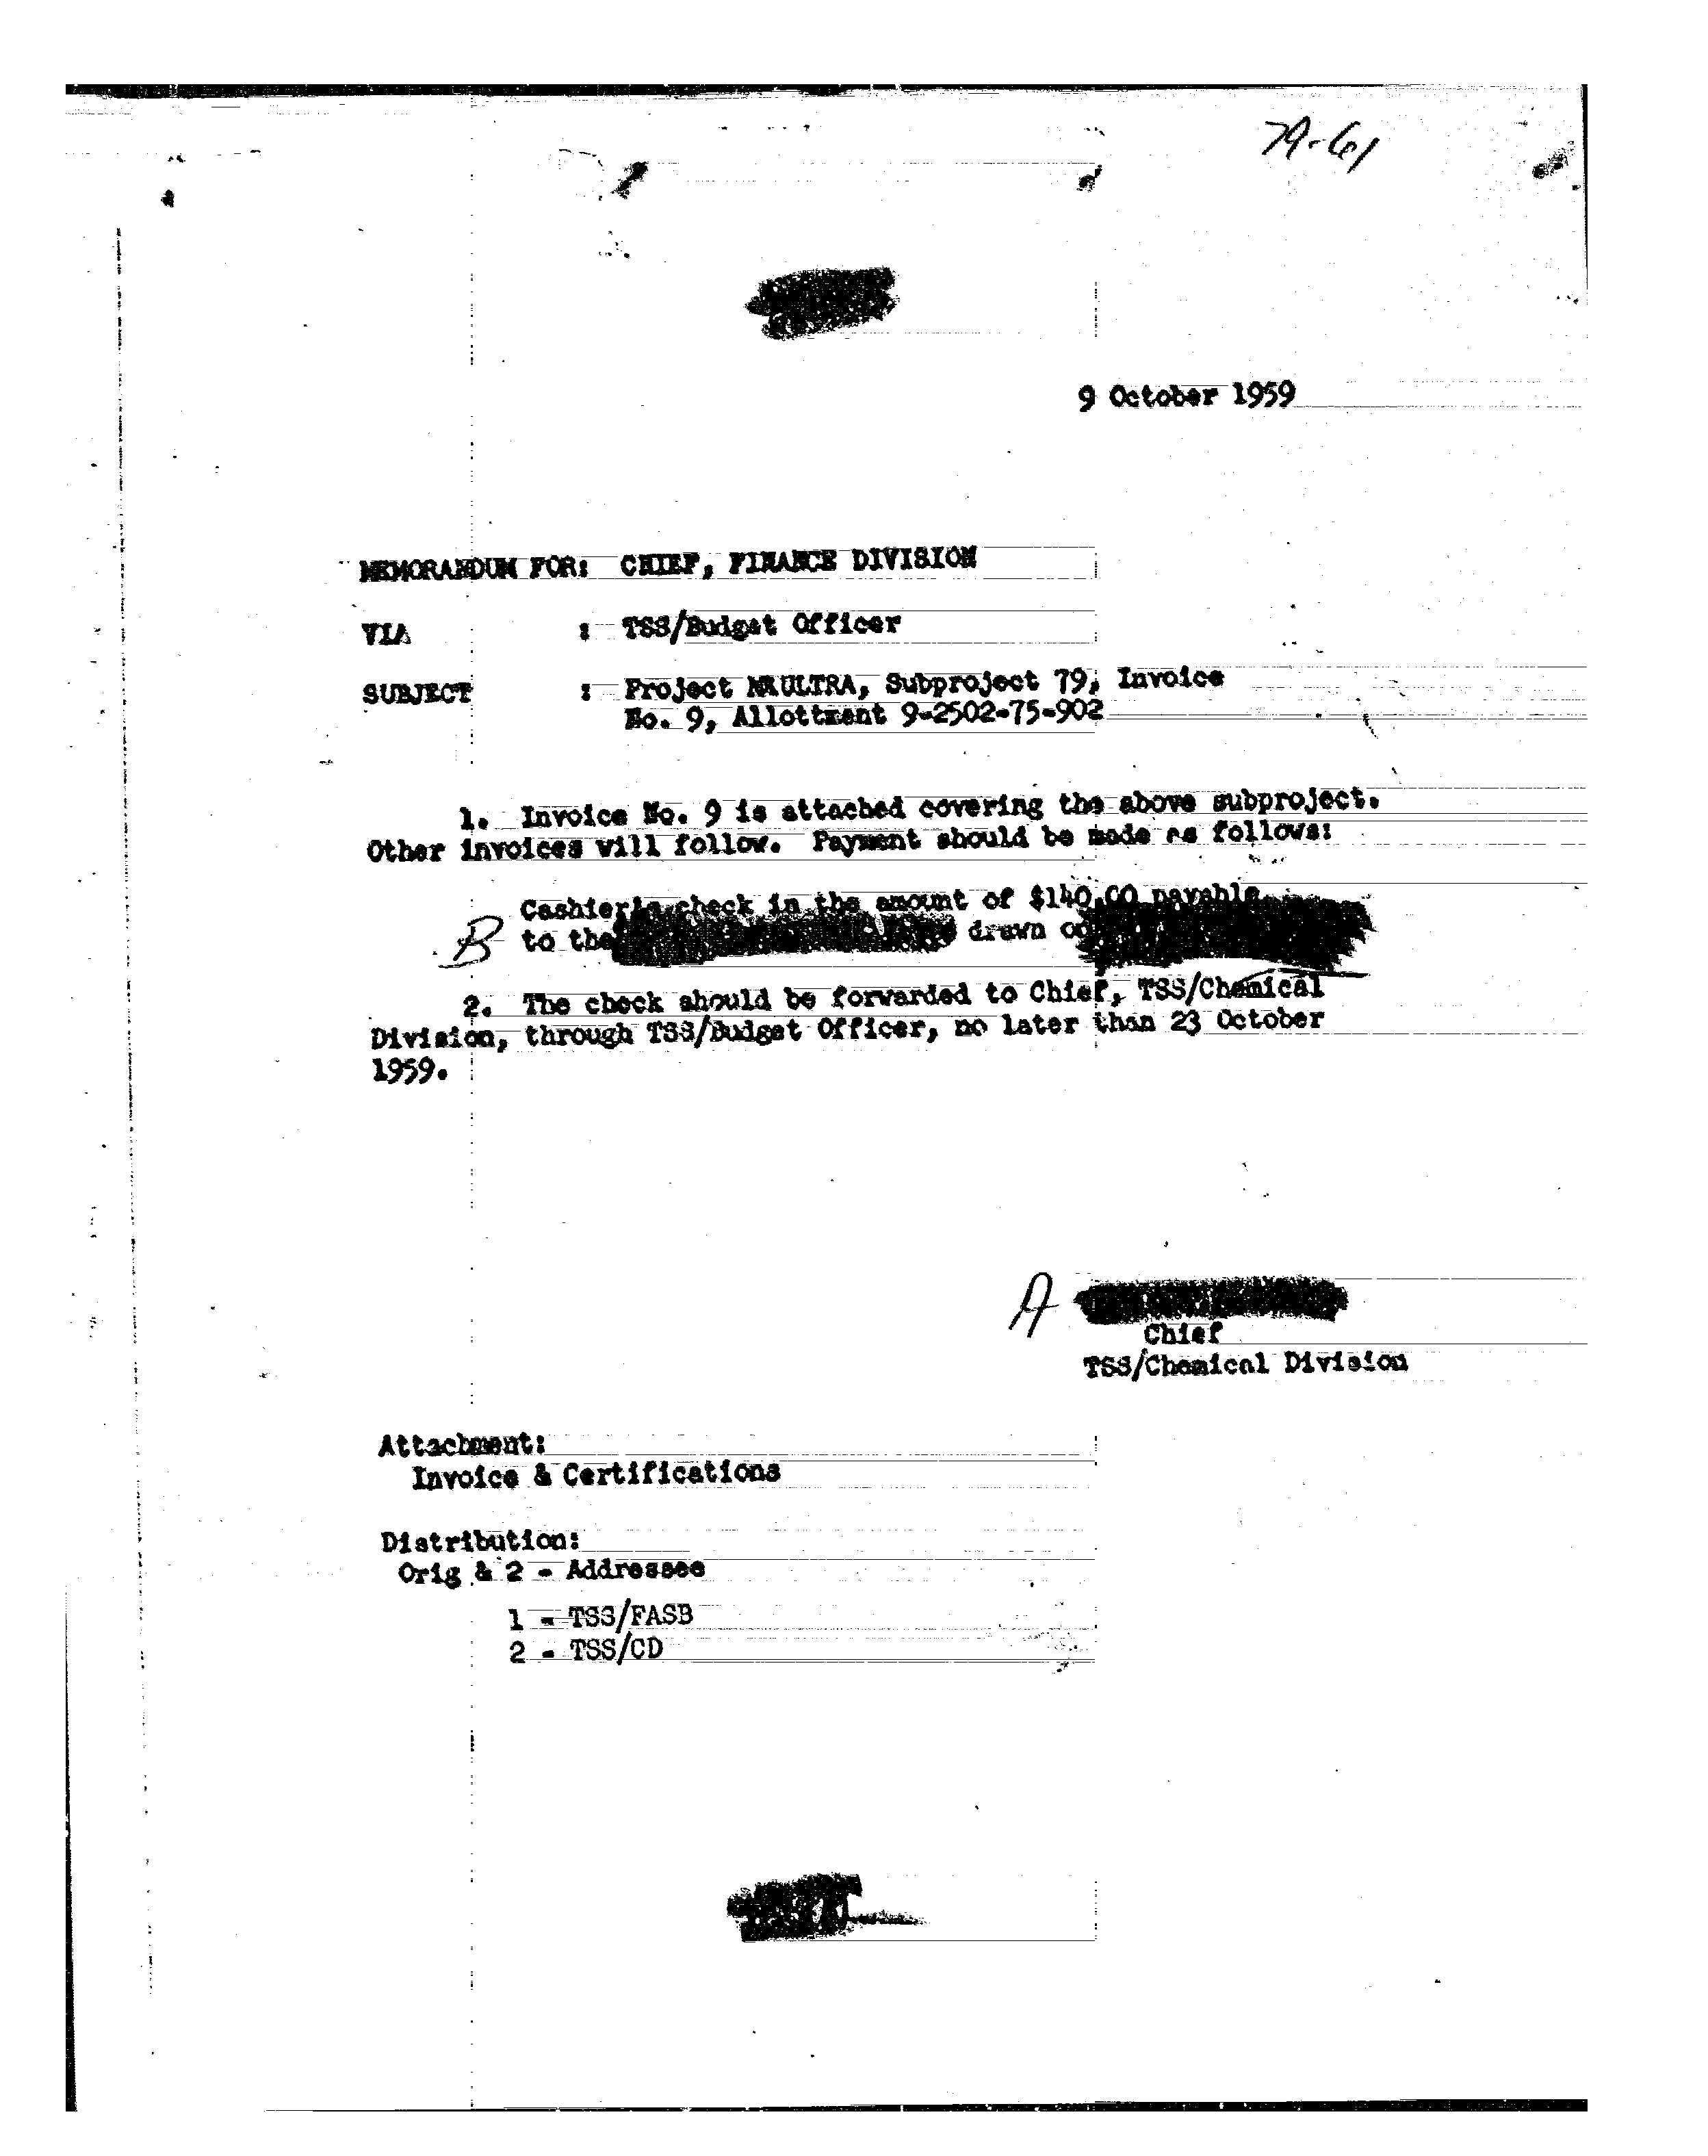 79-61
9 October 1959
MEMORANDUM FOR: CHIEF, FINANCE DIVISION
VIA : TSS/Budget Officer
SUBJECT : Project MKULTRA, Subproject 79, Invoice
No. 9, Allottment 9-2502-75-902
1. Invoice No. 9 is attached covering the above subproject.
Other invoices will follow. Payment should be made as follows:
Cashier's check in the amount of $140.00 payable
B to the drawn on
2. The check should be forwarded to Chief, TSS/Chemical
Division, through TSS/Budget Officer, no later than 23 October
1959.
A
Chief
TSS/Chemical Division
Attachment:
Invoice & Certifications
Distribution:
Orig & 2 - Addressee
1 - TSS/FASB
2 - TSS/CD